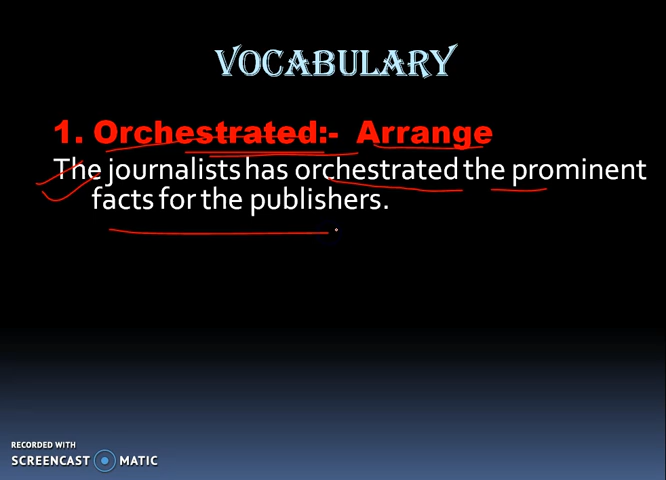 VOCABULARY
1. Orchestrated:- Arrange
The journalists has orchestrated the prominent
facts for the publishers.
RECORDED WITH
SCREENCAST MATIC